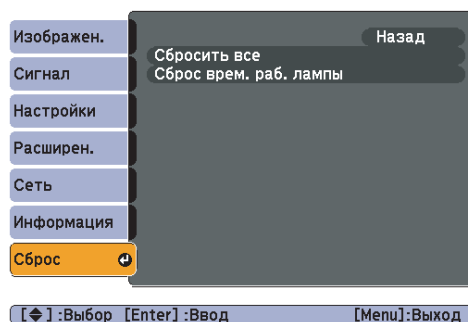 Изображен.
Сигнал
Настройки
Расширен.
Сеть
Информация
Сброс
Назад
Сбросить все
Сброс врем. раб. лампы
[◆] :Выбор [Enter] :Ввод [Menu]:Выход